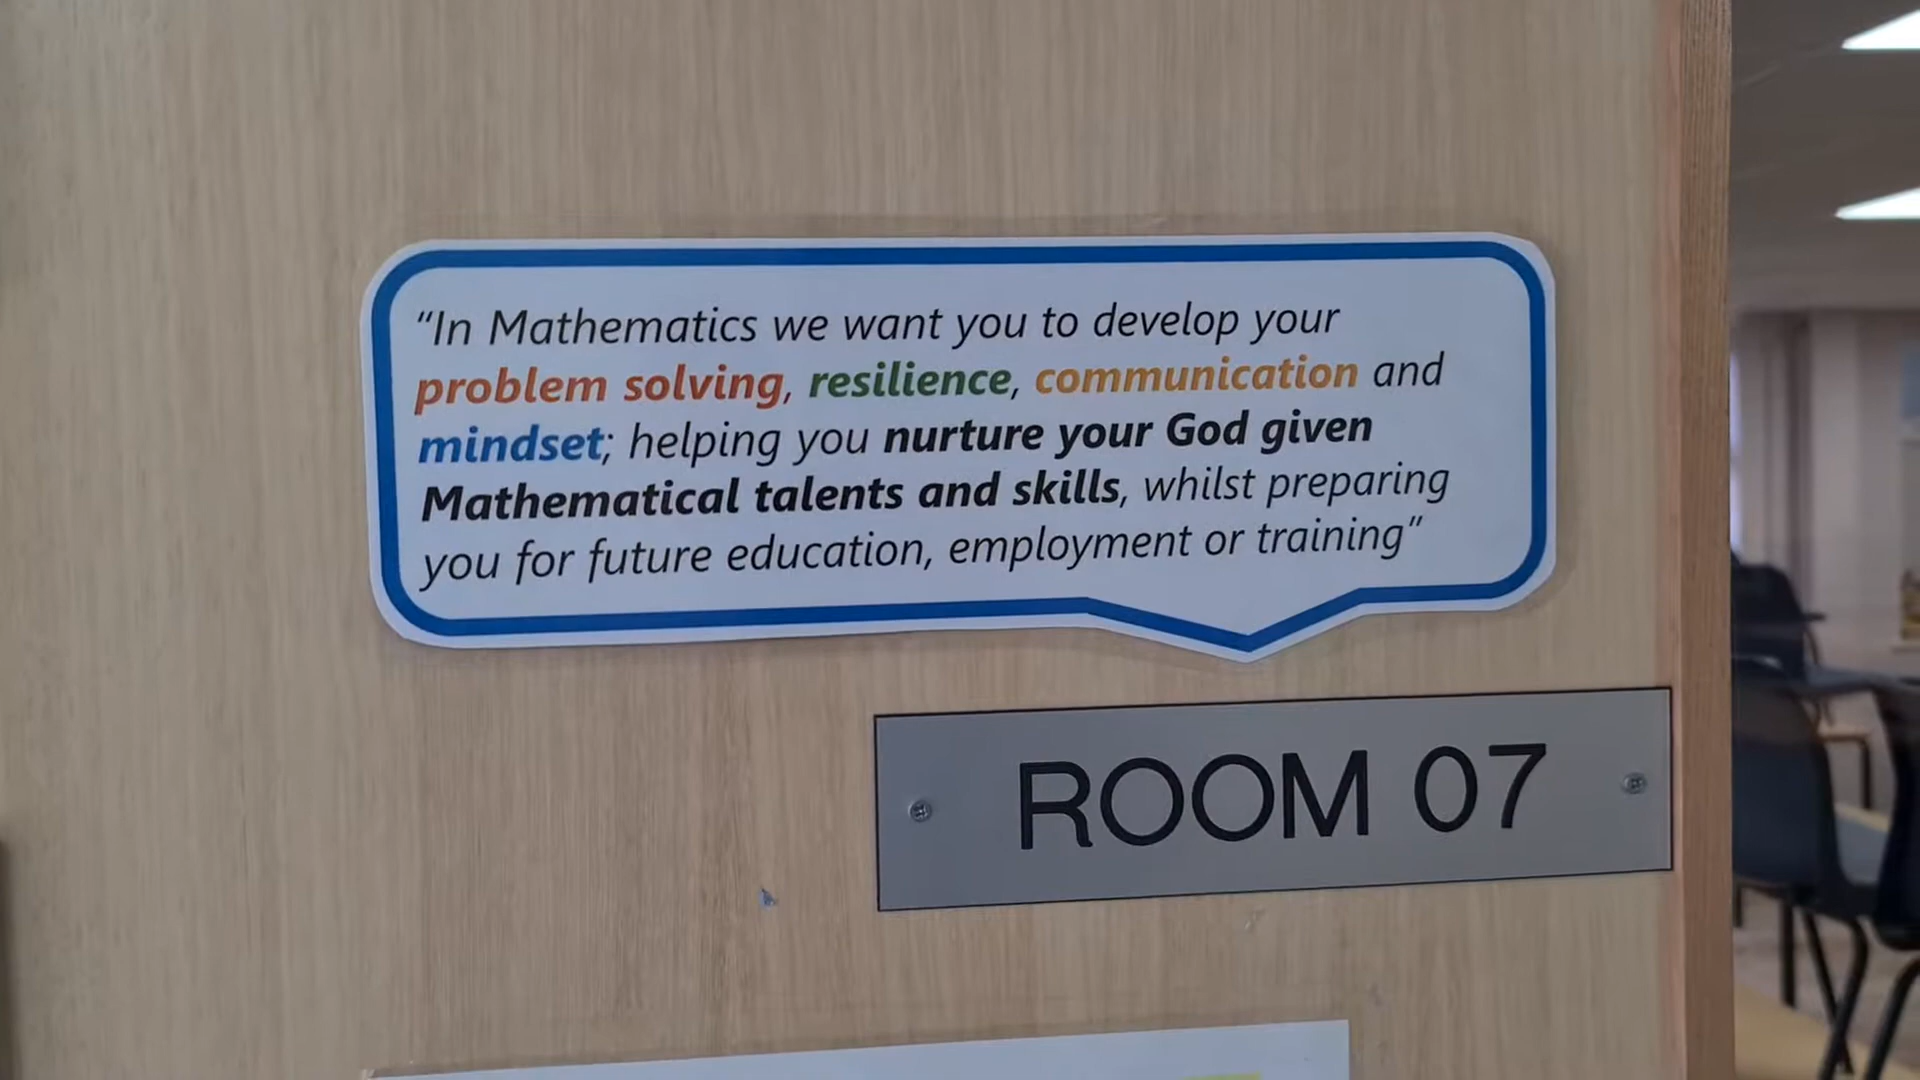 “In Mathematics we want you to develop your
problem solving, resilience, communication and
mindset; helping you nurture your God given
Mathematical talents and skills, whilst preparing
you for future education, employment or training”
ROOM 07